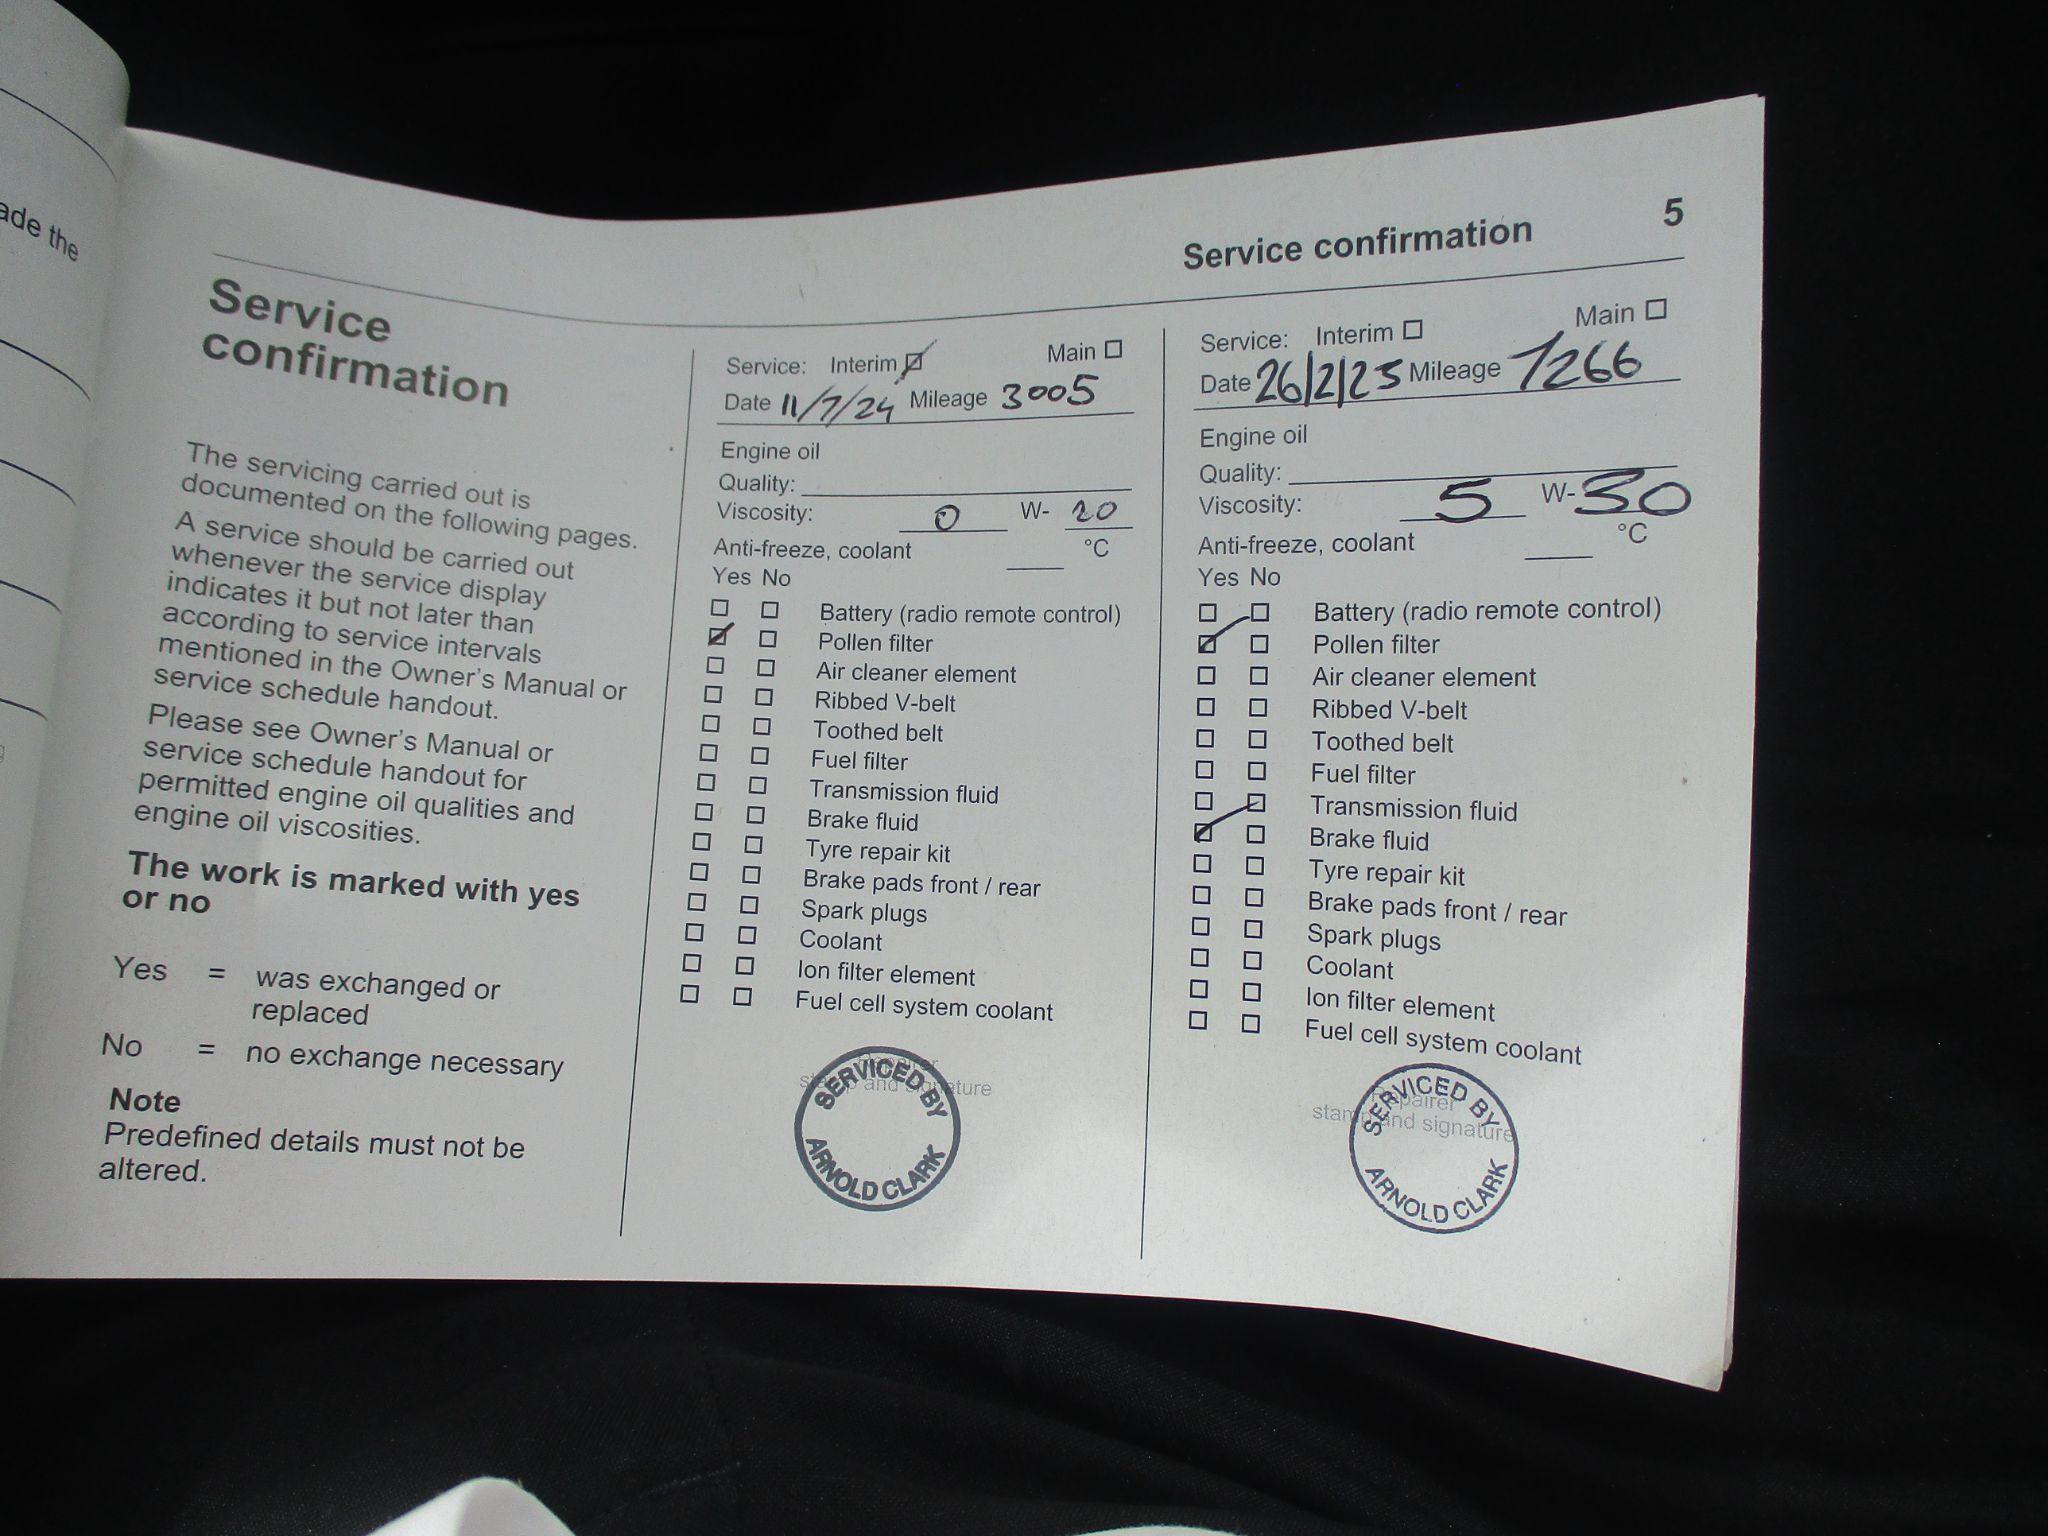 ade the
Service confirmation 5
Service
confirmation
The servicing carried out is
documented on the following pages.
A service should be carried out
whenever the service display
indicates it but not later than
according to service intervals
mentioned in the Owner's Manual or
service schedule handout.
Please see Owner's Manual or
service schedule handout for
permitted engine oil qualities and
engine oil viscosities.
The work is marked with yes
or no
Yes = was exchanged or
replaced
No = no exchange necessary
Note
Predefined details must not be
altered.
Service: Interim Main
Date 11/7/24 Mileage 3005
Engine oil
Quality:
Viscosity: 0 W- 20
Anti-freeze, coolant °C
Yes No
Battery (radio remote control)
Pollen filter
Air cleaner element
Ribbed V-belt
Toothed belt
Fuel filter
Transmission fluid
Brake fluid
Tyre repair kit
Brake pads front / rear
Spark plugs
Coolant
Ion filter element
Fuel cell system coolant
Repairer
stamp and signature
SERVICED BY
ARNOLD CLARK
Service: Interim Main
Date 26/2/25 Mileage 7266
Engine oil
Quality:
Viscosity: 5 W-30
Anti-freeze, coolant °C
Yes No
Battery (radio remote control)
Pollen filter
Air cleaner element
Ribbed V-belt
Toothed belt
Fuel filter
Transmission fluid
Brake fluid
Tyre repair kit
Brake pads front / rear
Spark plugs
Coolant
Ion filter element
Fuel cell system coolant
Repairer
stamp and signature
SERVICED BY
ARNOLD CLARK